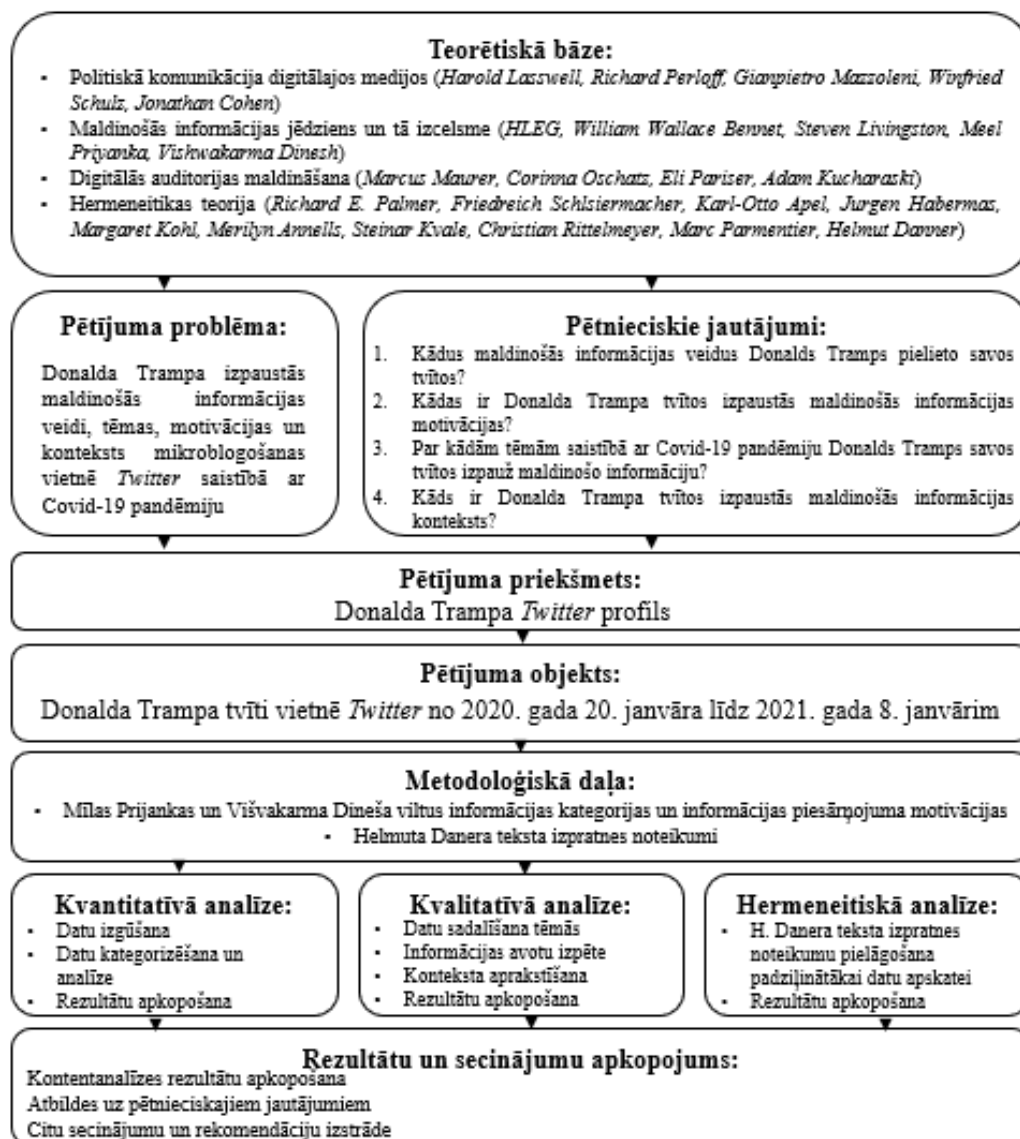 Teorētiskā bāze:
▪ Politiskā komunikācija digitālajos medijos (Harold Lasswell, Richard Perloff, Gianpietro Mazzoleni, Winfried
Schulz, Jonathan Cohen)
▪ Maldinošās informācijas jēdziens un tā izcelsme (HLEG, William Wallace Bennet, Steven Livingston, Meel
Priyanka, Vishwakarma Dinesh)
▪ Digitālās auditorijas maldināšana (Marcus Maurer, Corinna Oschatz, Eli Pariser, Adam Kucharaski)
▪ Hermeneitikas teorija (Richard E. Palmer, Friedreich Schlsiermacher, Karl-Otto Apel, Jurgen Habermas,
Margaret Kohl, Merilyn Annells, Steinar Kvale, Christian Rittelmeyer, Marc Parmentier, Helmut Danner)
Pētījuma problēma:
Donalda Trampa izpaustās
maldinošās informācijas
veidi, tēmas, motivācijas un
konteksts mikroblogošanas
vietnē Twitter saistībā ar
Covid-19 pandēmiju
Pētnieciskie jautājumi:
1. Kādus maldinošās informācijas veidus Donalds Tramps pielieto savos
tvītos?
2. Kādas ir Donalda Trampa tvītos izpaustās maldinošās informācijas
motivācijas?
3. Par kādām tēmām saistībā ar Covid-19 pandēmiju Donalds Tramps savos
tvītos izpauž maldinošo informāciju?
4. Kāds ir Donalda Trampa tvītos izpaustās maldinošās informācijas
konteksts?
Pētījuma priekšmets:
Donalda Trampa Twitter profils
Pētījuma objekts:
Donalda Trampa tvīti vietnē Twitter no 2020. gada 20. janvāra līdz 2021. gada 8. janvārim
Metodoloģiskā daļa:
▪ Mīlas Prijankas un Višvakarma Dineša viltus informācijas kategorijas un informācijas piesārņojuma motivācijas
▪ Helmuta Danera teksta izpratnes noteikumi
Kvantitatīvā analīze:
▪ Datu izgūšana
▪ Datu kategorizēšana un
analīze
▪ Rezultātu apkopošana
Kvalitatīvā analīze:
▪ Datu sadalīšana tēmās
▪ Informācijas avotu izpēte
▪ Konteksta aprakstīšana
▪ Rezultātu apkopošana
Hermeneitiskā analīze:
▪ H. Danera teksta izpratnes
noteikumu pielāgošana
padziļinātākai datu apskatei
▪ Rezultātu apkopošana
Rezultātu un secinājumu apkopojums:
Kontentanalīzes rezultātu apkopošana
Atbildes uz pētnieciskajiem jautājumiem
Citu secinājumu un rekomendāciju izstrāde